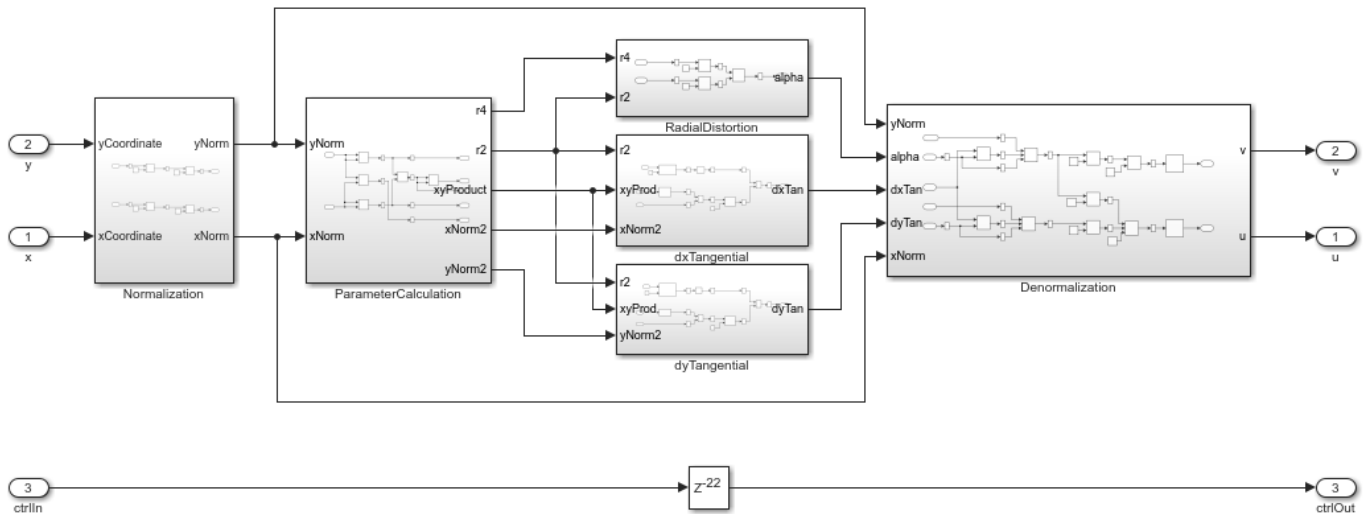 r4
r2
alpha
RadialDistortion
yCoordinate
yNorm
xCoordinate
xNorm
Normalization
2
y
1
x
yNorm
xNorm
r4
r2
xyProduct
xNorm2
yNorm2
ParameterCalculation
r2
xyProd
xNorm2
dxTan
dxTangential
r2
xyProd
yNorm2
dyTan
dyTangential
yNorm
alpha
dxTan
dyTan
xNorm
v
u
Denormalization
2
v
1
u
3
ctrlIn
Z-22
3
ctrlOut